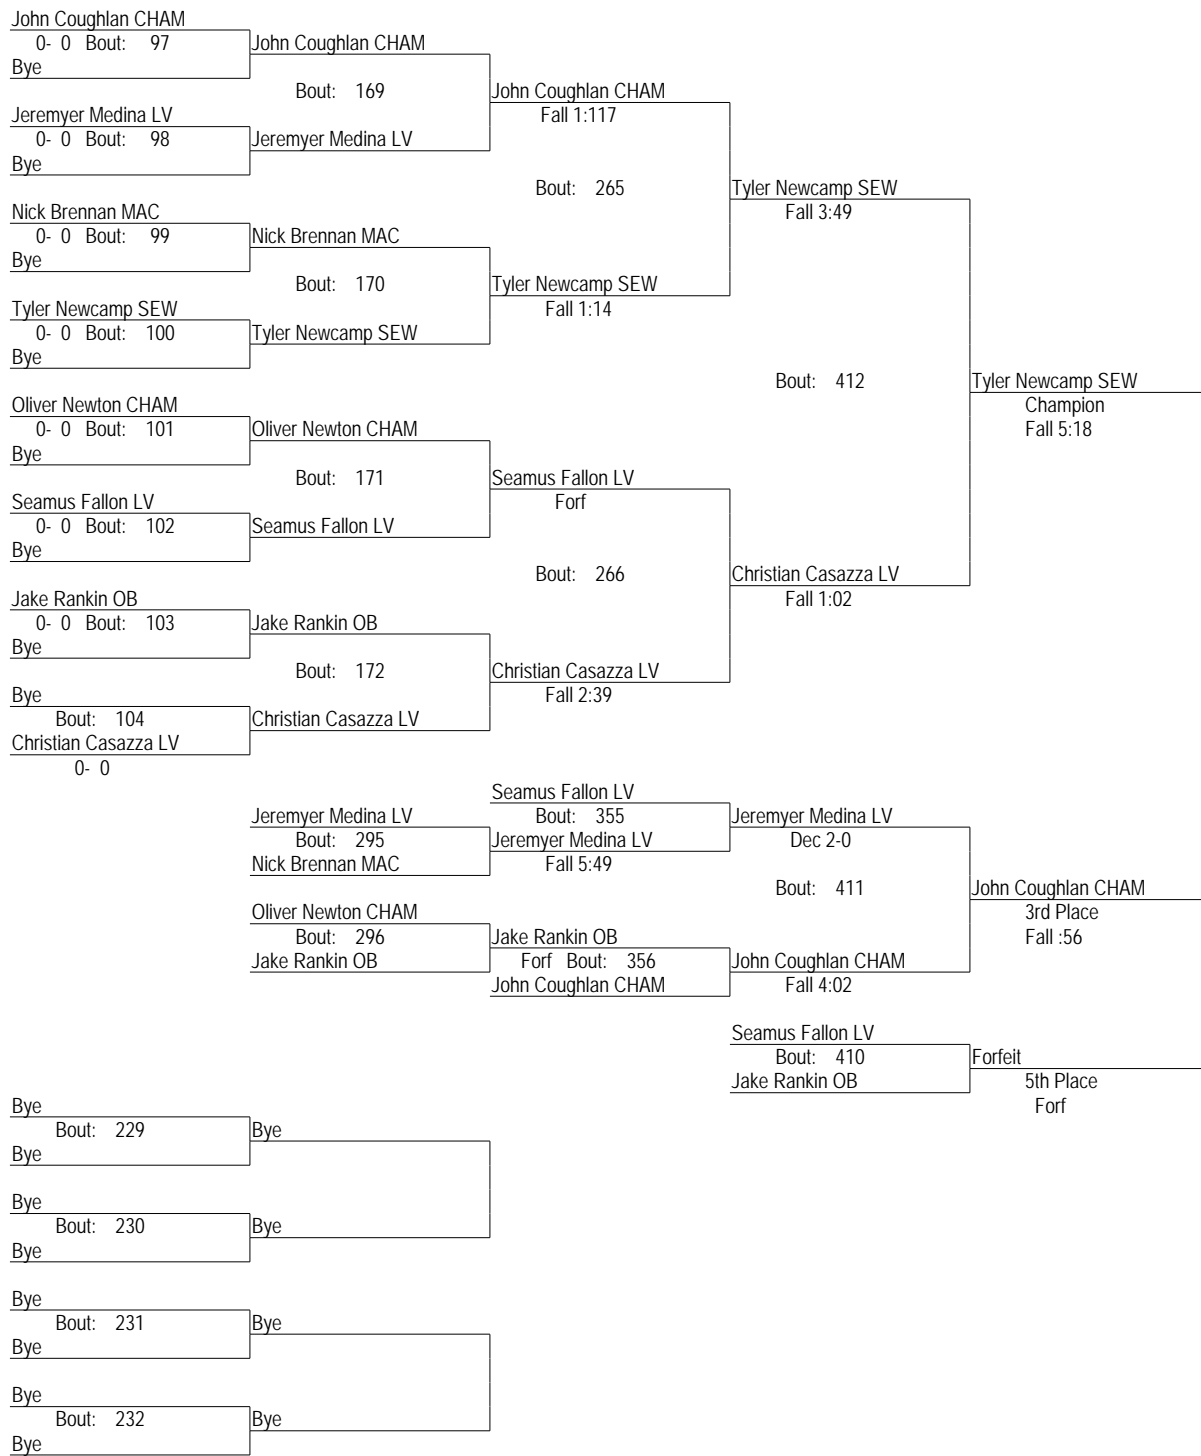 John Coughlan CHAM
0- 0 Bout: 97
John Coughlan CHAM
Bye
Bout: 169
John Coughlan CHAM
Fall 1:117
Jeremyer Medina LV
0- 0 Bout: 98
Jeremyer Medina LV
Bye
Bout: 265
Tyler Newcamp SEW
Fall 3:49
Nick Brennan MAC
0- 0 Bout: 99
Nick Brennan MAC
Bye
Bout: 170
Tyler Newcamp SEW
Fall 1:14
Tyler Newcamp SEW
0- 0 Bout: 100
Tyler Newcamp SEW
Bye
Bout: 412
Tyler Newcamp SEW
Champion
Fall 5:18
Oliver Newton CHAM
0- 0 Bout: 101
Oliver Newton CHAM
Bye
Bout: 171
Seamus Fallon LV
Forf
Seamus Fallon LV
0- 0 Bout: 102
Seamus Fallon LV
Bye
Bout: 266
Christian Casazza LV
Fall 1:02
Jake Rankin OB
0- 0 Bout: 103
Jake Rankin OB
Bye
Bout: 172
Christian Casazza LV
Fall 2:39
Bye
Bout: 104
Christian Casazza LV
Christian Casazza LV
0- 0
Seamus Fallon LV
Jeremyer Medina LV
Bout: 355
Jeremyer Medina LV
Bout: 295
Jeremyer Medina LV
Dec 2-0
Nick Brennan MAC
Fall 5:49
Bout: 411
John Coughlan CHAM
3rd Place
Fall :56
Oliver Newton CHAM
Bout: 296
Jake Rankin OB
Jake Rankin OB
Forf Bout: 356
John Coughlan CHAM
John Coughlan CHAM
Fall 4:02
Seamus Fallon LV
Bout: 410
Forfeit
Jake Rankin OB
5th Place
Forf
Bye
Bout: 229
Bye
Bye
Bye
Bout: 230
Bye
Bye
Bye
Bout: 231
Bye
Bye
Bye
Bout: 232
Bye
Bye